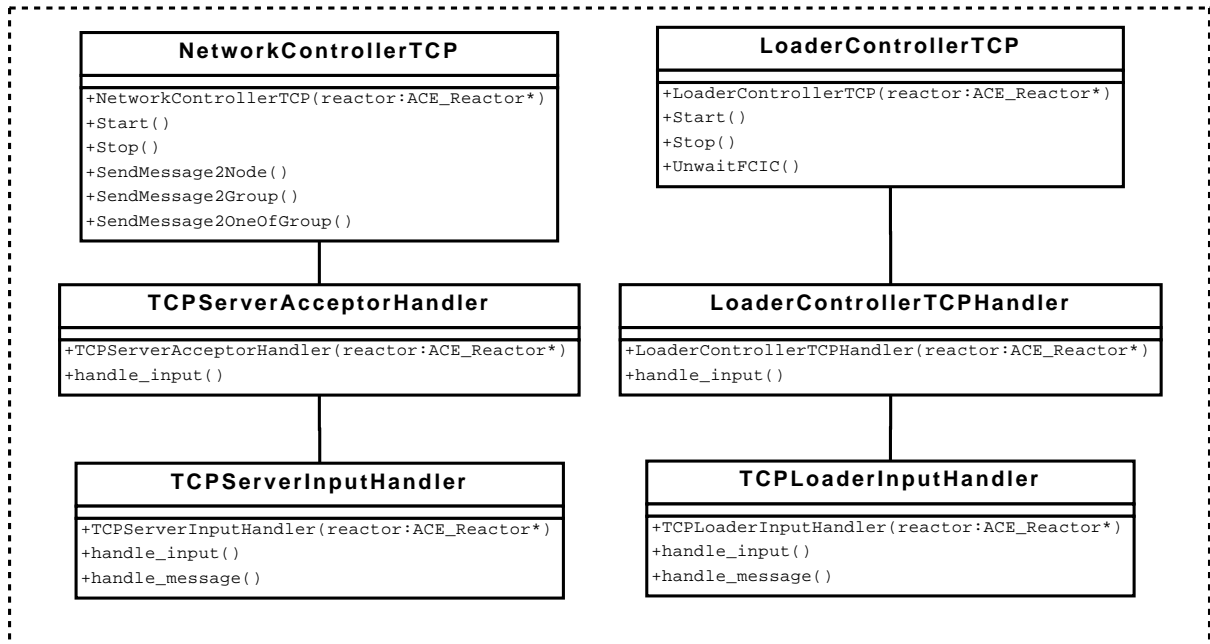 NetworkControllerTCP
+NetworkControllerTCP(reactor:ACE_Reactor*)
+Start()
+Stop()
+SendMessage2Node()
+SendMessage2Group()
+SendMessage2OneOfGroup()
TCPServerAcceptorHandler
+TCPServerAcceptorHandler(reactor:ACE_Reactor*)
+handle_input()
TCPServerInputHandler
+TCPServerInputHandler(reactor:ACE_Reactor*)
+handle_input()
+handle_message()
LoaderControllerTCP
+LoaderControllerTCP(reactor:ACE_Reactor*)
+Start()
+Stop()
+UnwaitFCIC()
LoaderControllerTCPHandler
+LoaderControllerTCPHandler(reactor:ACE_Reactor*)
+handle_input()
TCPLoaderInputHandler
+TCPLoaderInputHandler(reactor:ACE_Reactor*)
+handle_input()
+handle_message()